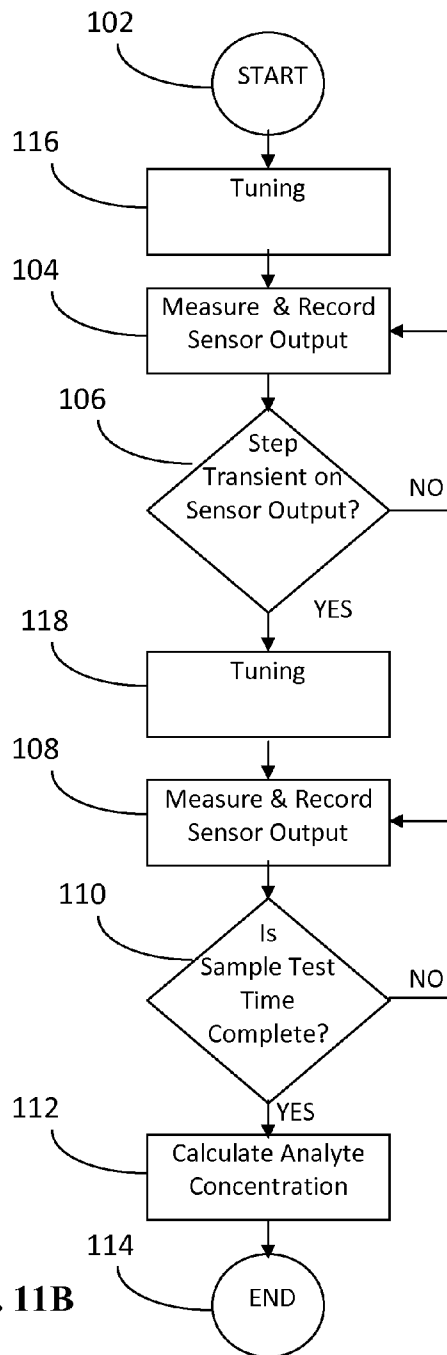 102
START
116
Tuning
104
Measure & Record
Sensor Output
106
Step
Transient on
Sensor Output?
NO
YES
118
Tuning
108
Measure & Record
Sensor Output
110
Is
Sample Test
Time
Complete?
NO
YES
112
Calculate Analyte
Concentration
114
END
. 11B